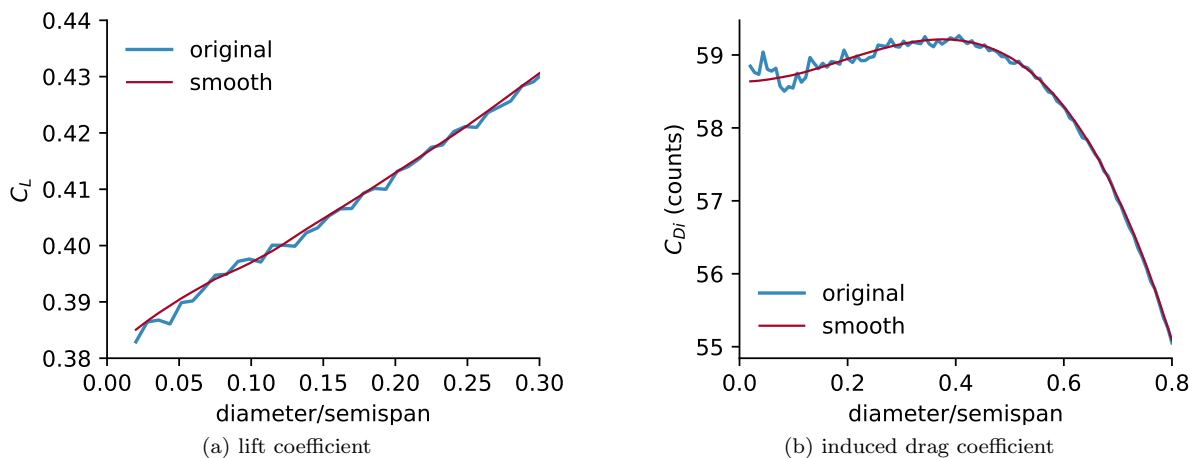 0.44
0.43
0.42
0.41
0.40
0.39
0.38
C_L
original
smooth
0.00 0.05 0.10 0.15 0.20 0.25 0.30
diameter/semispan
(a) lift coefficient
59
58
57
56
55
C_{Di} (counts)
original
smooth
0.0 0.2 0.4 0.6 0.8
diameter/semispan
(b) induced drag coefficient